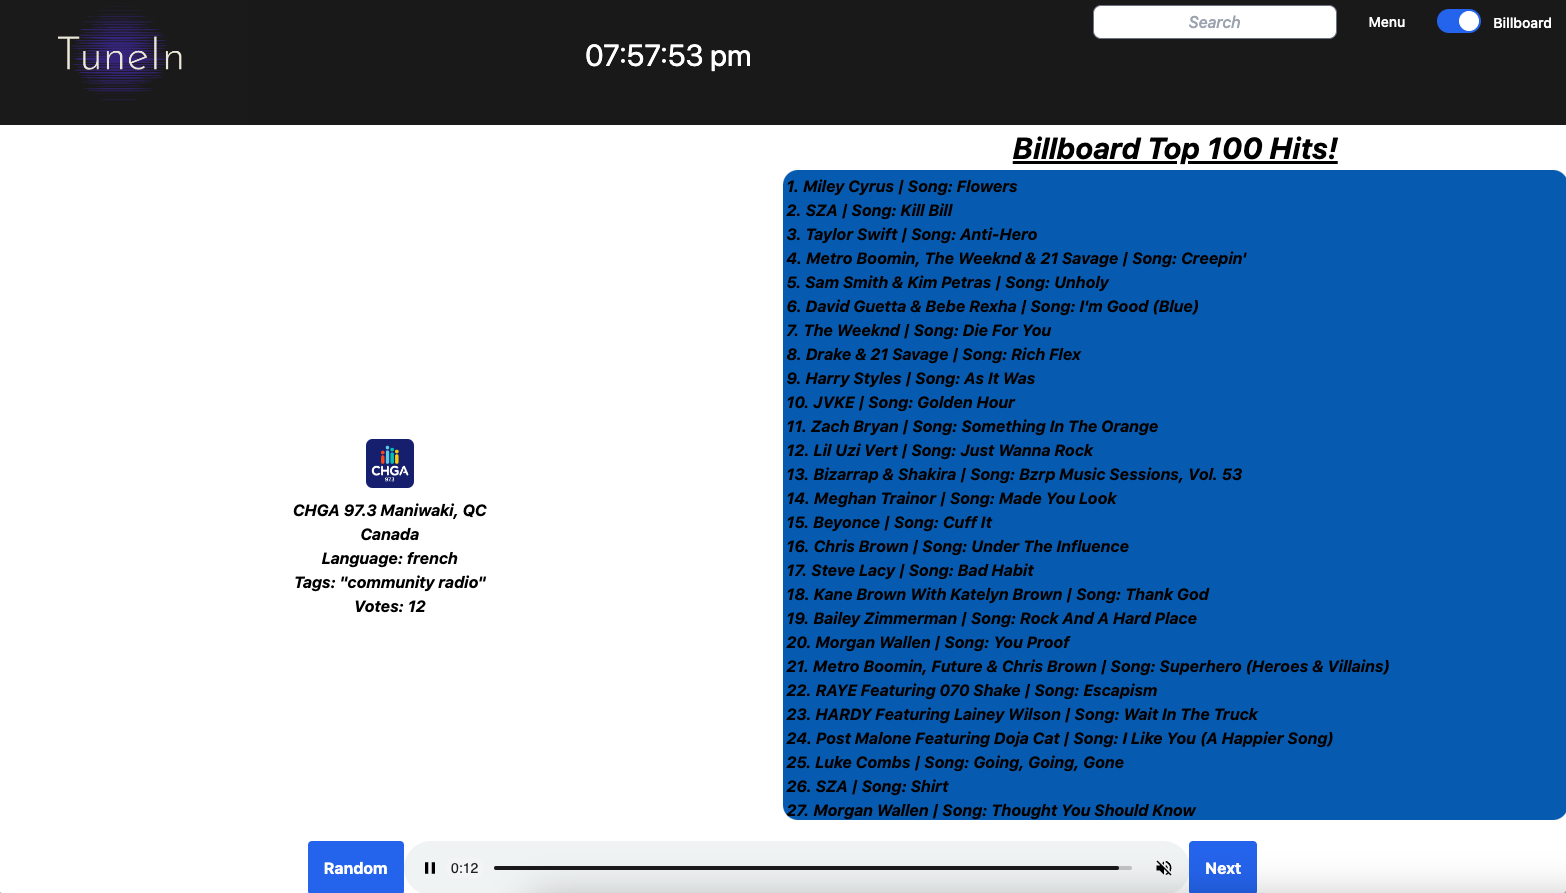 TuneIn
07:57:53 pm
Search
Menu
Billboard
Billboard Top 100 Hits!
1. Miley Cyrus | Song: Flowers
2. SZA | Song: Kill Bill
3. Taylor Swift | Song: Anti-Hero
4. Metro Boomin, The Weeknd & 21 Savage | Song: Creepin'
5. Sam Smith & Kim Petras | Song: Unholy
6. David Guetta & Bebe Rexha | Song: I'm Good (Blue)
7. The Weeknd | Song: Die For You
8. Drake & 21 Savage | Song: Rich Flex
9. Harry Styles | Song: As It Was
10. JVKE | Song: Golden Hour
11. Zach Bryan | Song: Something In The Orange
12. Lil Uzi Vert | Song: Just Wanna Rock
13. Bizarrap & Shakira | Song: Bzrp Music Sessions, Vol. 53
14. Meghan Trainor | Song: Made You Look
15. Beyonce | Song: Cuff It
16. Chris Brown | Song: Under The Influence
17. Steve Lacy | Song: Bad Habit
18. Kane Brown With Katelyn Brown | Song: Thank God
19. Bailey Zimmerman | Song: Rock And A Hard Place
20. Morgan Wallen | Song: You Proof
21. Metro Boomin, Future & Chris Brown | Song: Superhero (Heroes & Villains)
22. RAYE Featuring 070 Shake | Song: Escapism
23. HARDY Featuring Lainey Wilson | Song: Wait In The Truck
24. Post Malone Featuring Doja Cat | Song: I Like You (A Happier Song)
25. Luke Combs | Song: Going, Going, Gone
26. SZA | Song: Shirt
27. Morgan Wallen | Song: Thought You Should Know
CHGA
97.3
CHGA 97.3 Maniwaki, QC
Canada
Language: french
Tags: "community radio"
Votes: 12
Random
0:12
Next